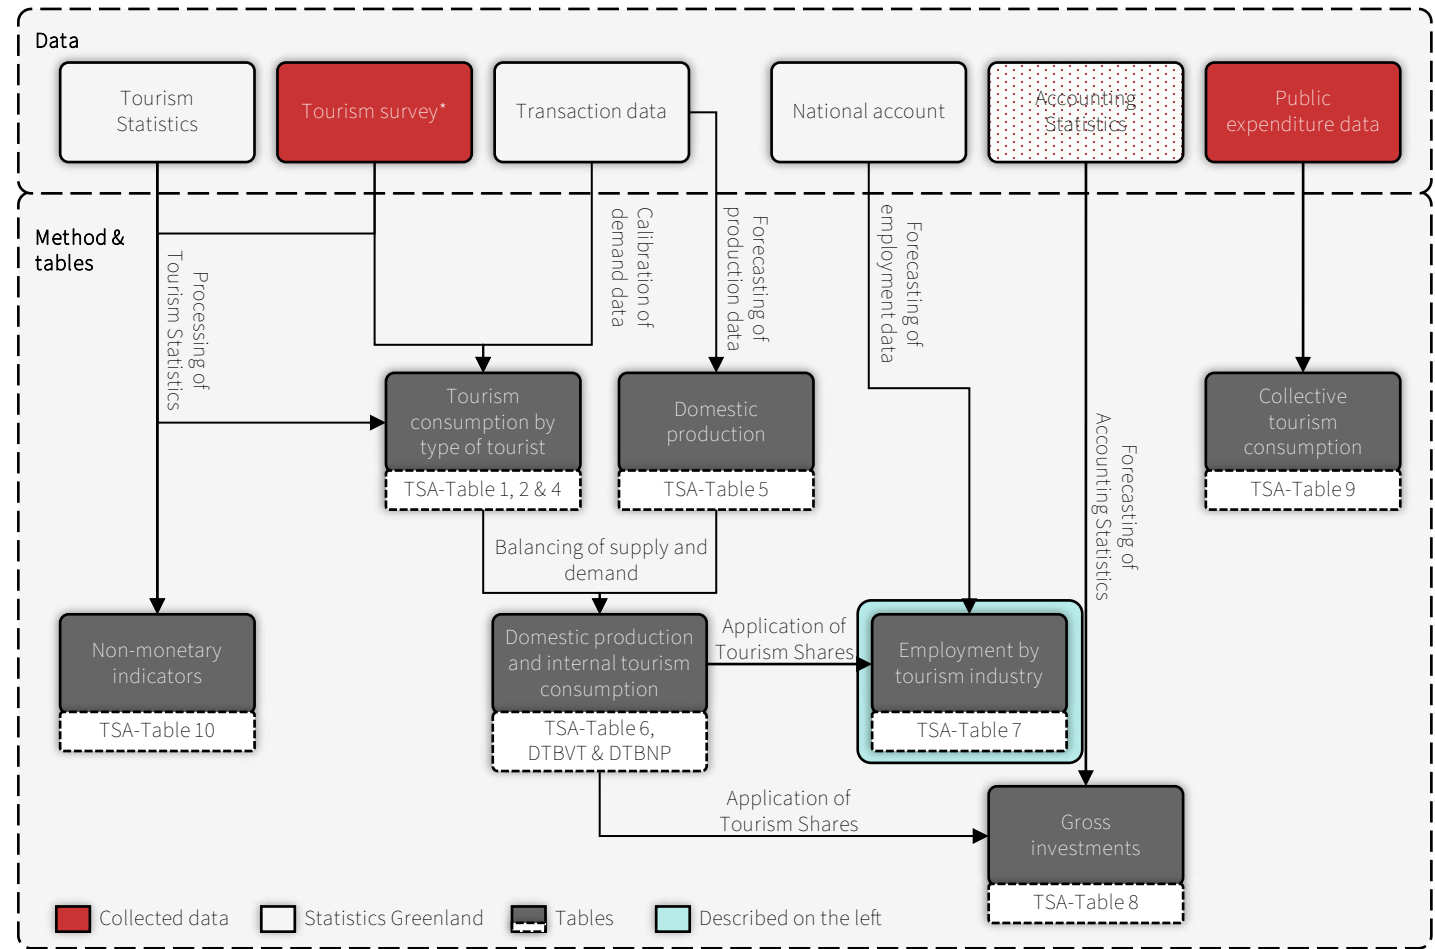 Data
Tourism
Statistics
Tourism survey*
Transaction data
National account
Accounting
Statistics
Public
expenditure data
Method &
tables
Processing of
Tourism Statistics
Calibration of
demand data
Forecasting of
production data
Forecasting of
employment data
Forecasting of
Accounting Statistics
Tourism
consumption by
type of tourist
TSA-Table 1, 2 & 4
Domestic
production
TSA-Table 5
Collective
tourism
consumption
TSA-Table 9
Balancing of supply and
demand
Non-monetary
indicators
TSA-Table 10
Domestic production
and internal tourism
consumption
TSA-Table 6,
DTBVT & DTBNP
Application of
Tourism Shares
Employment by
tourism industry
TSA-Table 7
Application of
Tourism Shares
Gross
investments
TSA-Table 8
Collected data
Statistics Greenland
Tables
Described on the left